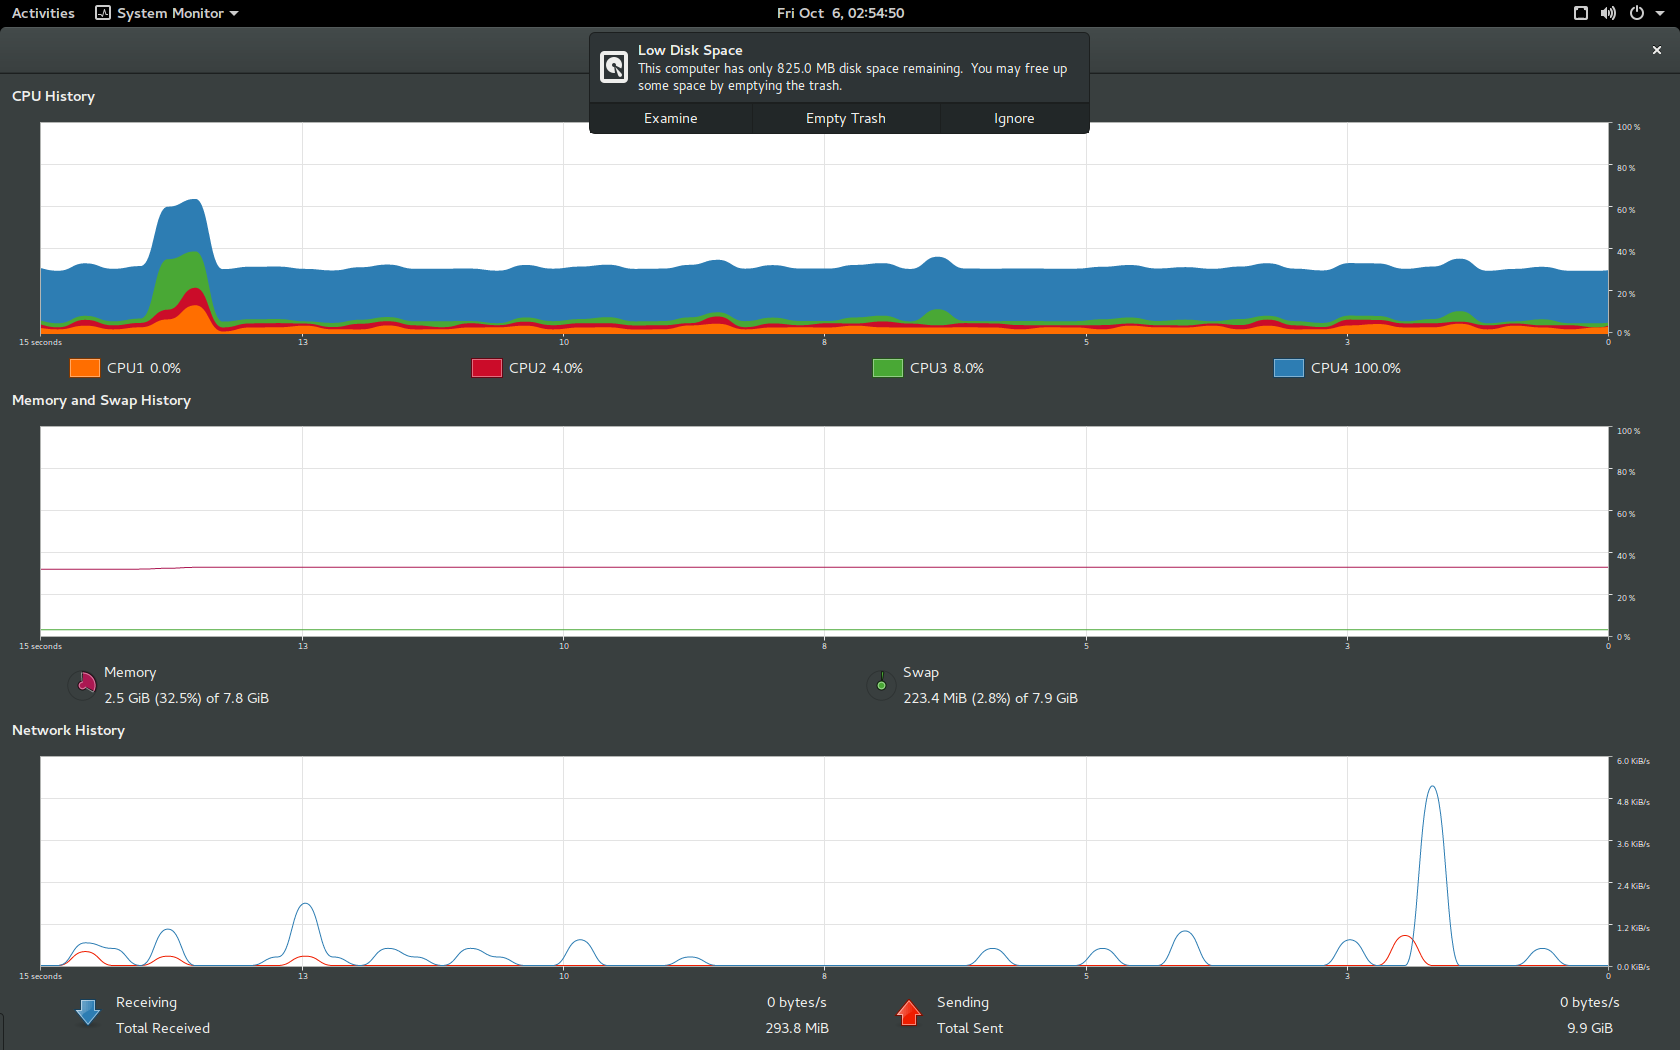 Activities System Monitor Fri Oct 6, 02:54:50
Low Disk Space
This computer has only 825.0 MB disk space remaining. You may free up
some space by emptying the trash.
Examine Empty Trash Ignore
CPU History
100 %
80 %
60 %
40 %
20 %
0 %
15 seconds 13 10 8 5 3 0
CPU1 0.0% CPU2 4.0% CPU3 8.0% CPU4 100.0%
Memory and Swap History
100 %
80 %
60 %
40 %
20 %
0 %
15 seconds 13 10 8 5 3 0
Memory Swap
2.5 GiB (32.5%) of 7.8 GiB 223.4 MiB (2.8%) of 7.9 GiB
Network History
6.0 KiB/s
4.8 KiB/s
3.6 KiB/s
2.4 KiB/s
1.2 KiB/s
0.0 KiB/s
15 seconds 13 10 8 5 3 0
Receiving 0 bytes/s Sending 0 bytes/s
Total Received 293.8 MiB Total Sent 9.9 GiB